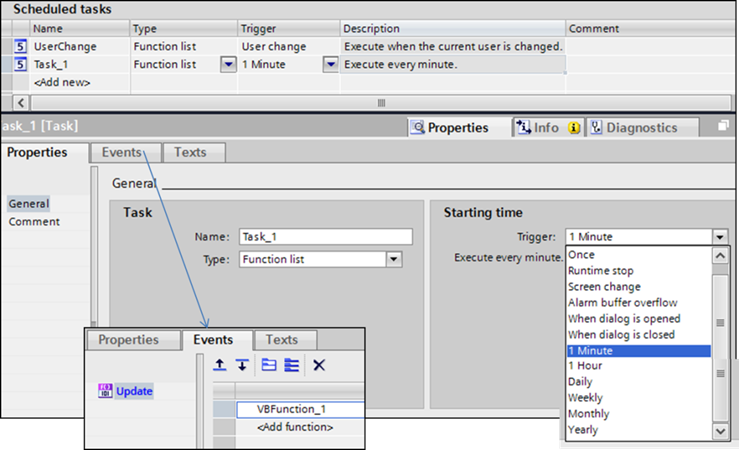 Scheduled tasks
Name Type Trigger Description Comment
UserChange Function list User change Execute when the current user is changed.
Task_1 Function list 1 Minute Execute every minute.
<Add new>
ask_1 [Task] Properties Info Diagnostics
Properties Events Texts
General
General
Comment
Task
Name: Task_1
Type: Function list
Starting time
Trigger: 1 Minute
Execute every minute.
Once
Runtime stop
Screen change
Alarm buffer overflow
When dialog is opened
When dialog is closed
1 Minute
1 Hour
Daily
Weekly
Monthly
Yearly
Properties Events Texts
Update
VBFunction_1
<Add function>